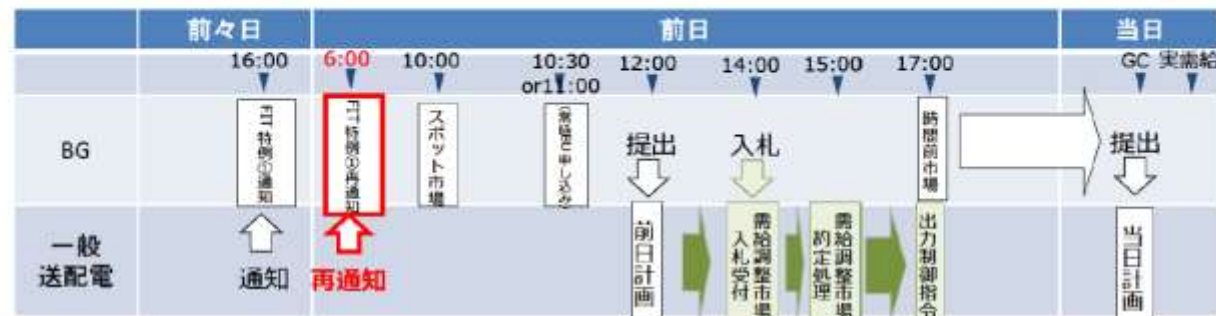 前々日 前日 当日
16:00 6:00 10:00 10:30 12:00 14:00 15:00 17:00 GC 実需給
or11:00
BG
FIT特例①通知
FIT特例①再通知
スポット市場
提出
入札
時間前市場
提出
一般
送配電
通知
再通知
前日計画
需給調整市場
入札受付
需給調整市場
約定処理
出力制御指令
当日計画